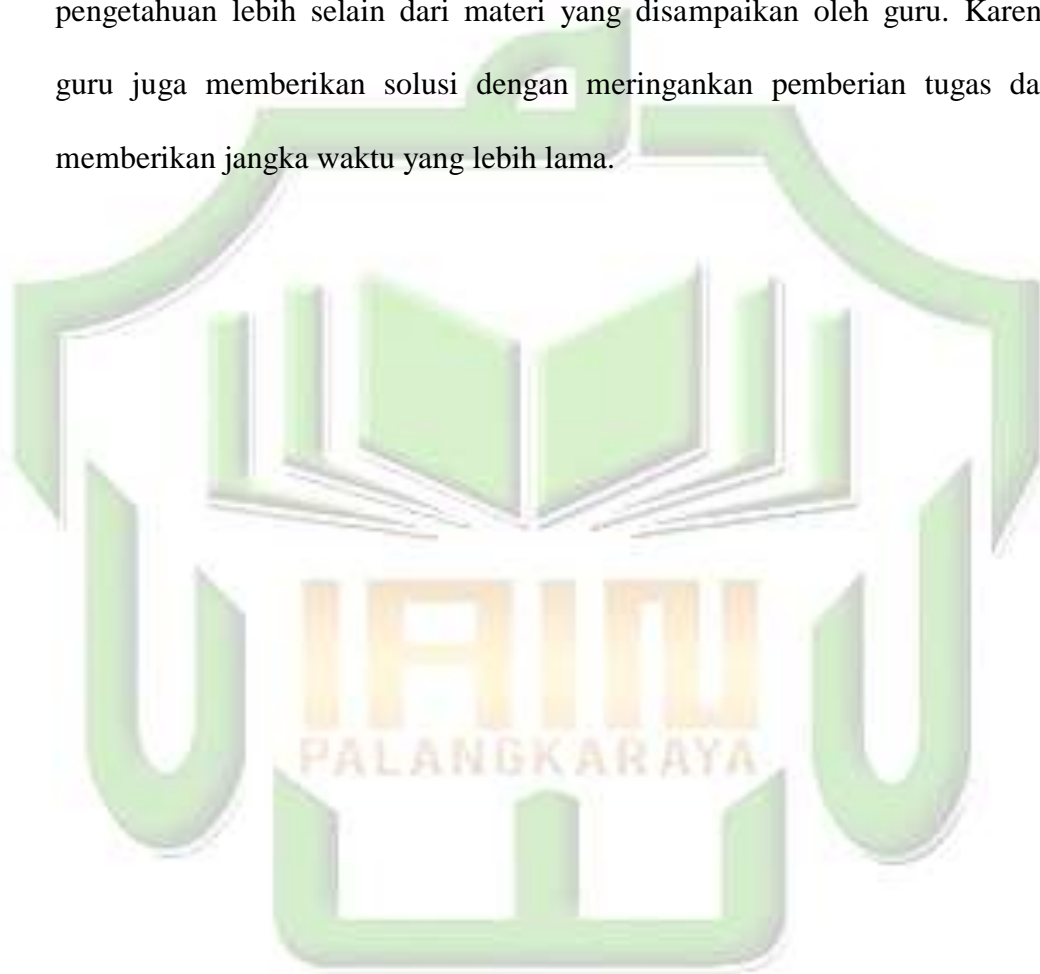 pengetahuan lebih selain dari materi yang disampaikan oleh guru. Karen
guru juga memberikan solusi dengan meringankan pemberian tugas da
memberikan jangka waktu yang lebih lama.
IAIN
PALANGKARAYA